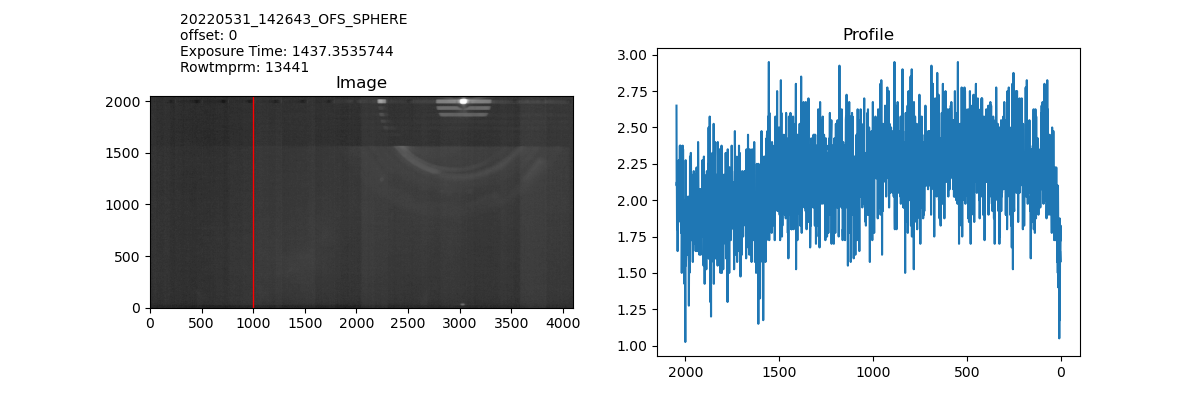 20220531_142643_OFS_SPHERE
offset: 0
Exposure Time: 1437.3535744
Rowtmprm: 13441
Image
2000
1500
1000
500
0
0 500 1000 1500 2000 2500 3000 3500 4000
Profile
3.00
2.75
2.50
2.25
2.00
1.75
1.50
1.25
1.00
2000 1500 1000 500 0